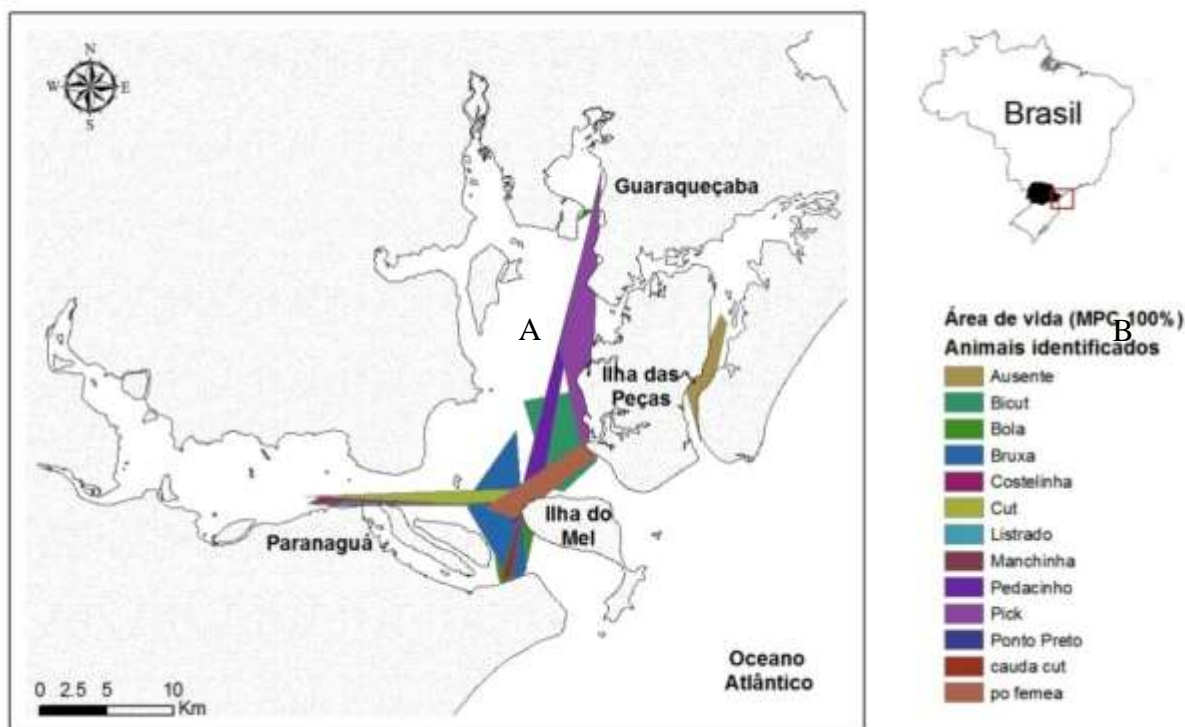 N
W E
S
Guaraqueçaba
A
Ilha das
Peças
Ilha do
Mel
Paranaguá
Oceano
Atlântico
0 2.5 5 10
Km
Brasil
Área de vida (MPC 100%)
B
Animais identificados
Ausente
Bicut
Bola
Bruxa
Costelinha
Cut
Listrado
Manchinha
Pedacinho
Pick
Ponto Preto
cauda cut
po femea